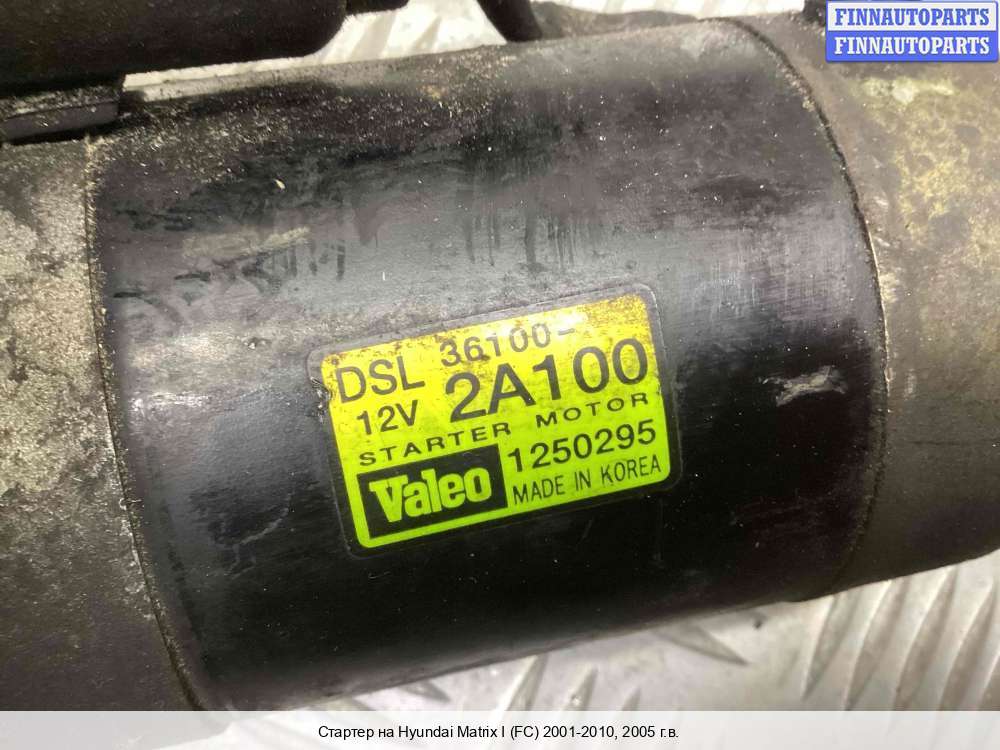 FINNAUTOPARTS
FINNAUTOPARTS
DSL 36100-
12V 2A100
STARTER MOTOR
Valeo 1250295
MADE IN KOREA
Стартер на Hyundai Matrix I (FC) 2001-2010, 2005 г.в.